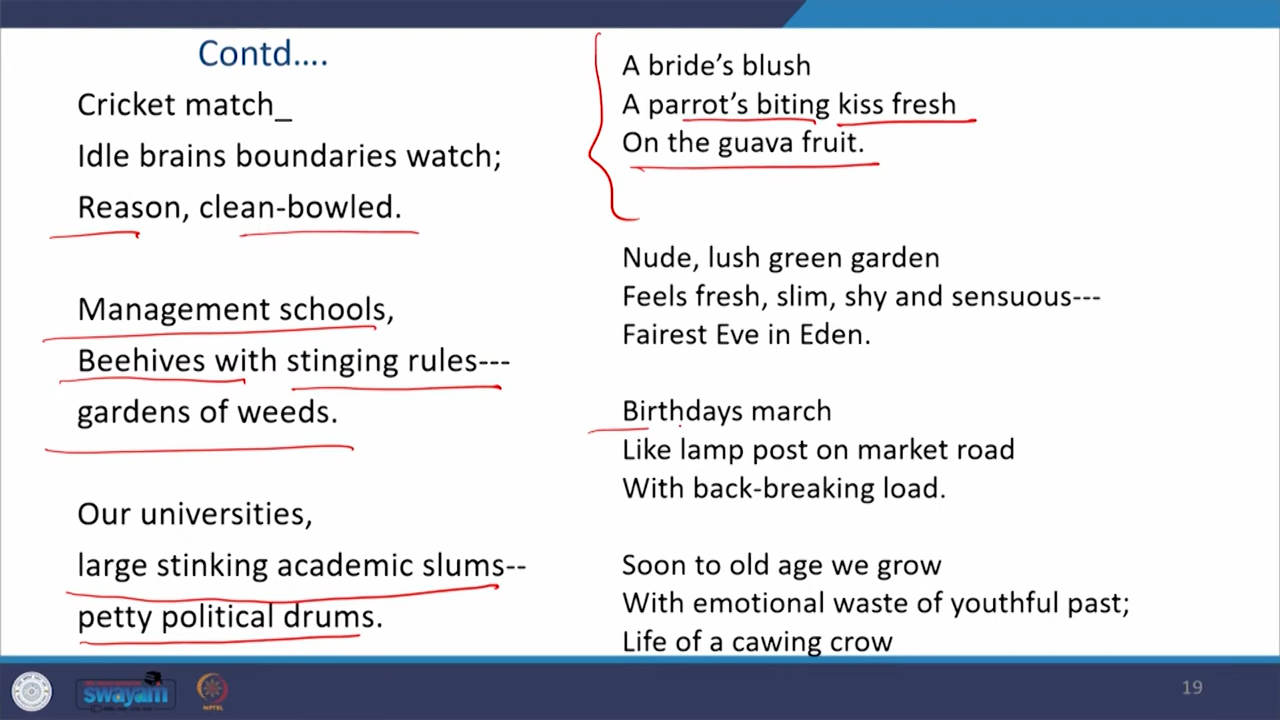 Contd....
Cricket match_
Idle brains boundaries watch;
Reason, clean-bowled.
Management schools,
Beehives with stinging rules---
gardens of weeds.
Our universities,
large stinking academic slums--
petty political drums.
A bride’s blush
A parrot’s biting kiss fresh
On the guava fruit.
Nude, lush green garden
Feels fresh, slim, shy and sensuous---
Fairest Eve in Eden.
Birthdays march
Like lamp post on market road
With back-breaking load.
Soon to old age we grow
With emotional waste of youthful past;
Life of a cawing crow
swayam
NPTEL
19